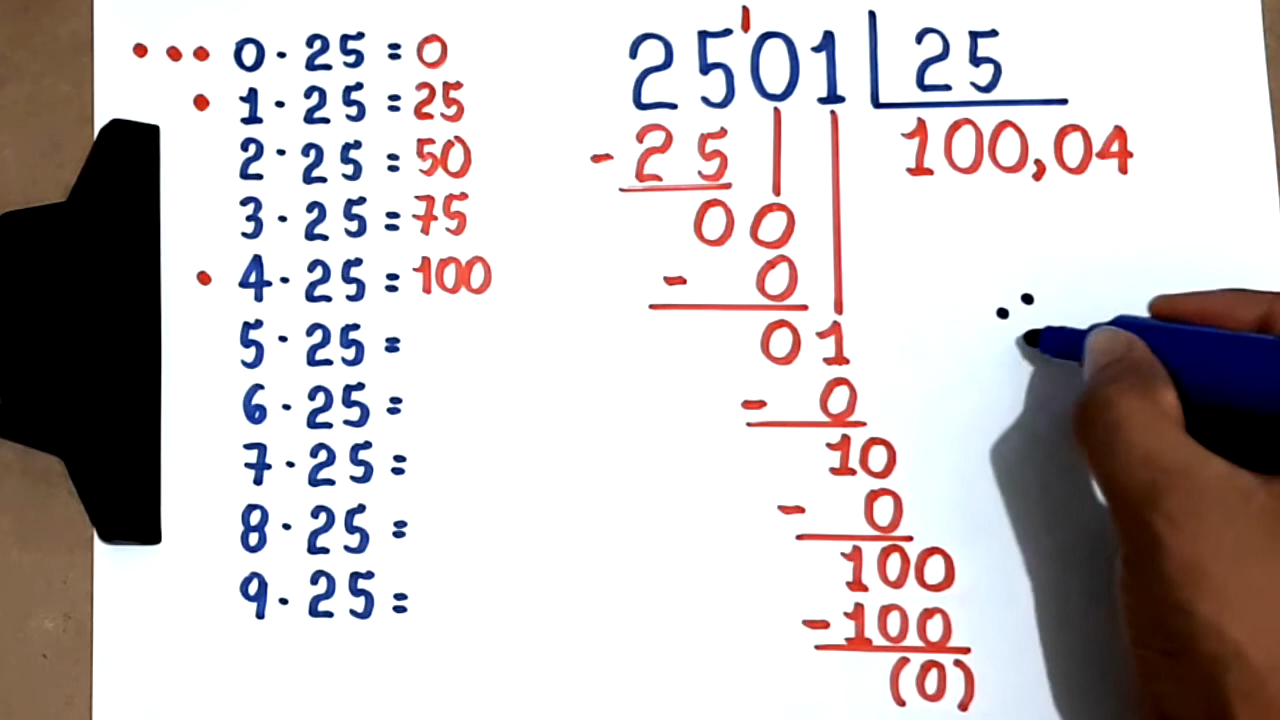 ••• 0 · 25 = 0
• 1 · 25 = 25
2 · 25 = 50
3 · 25 = 75
• 4 · 25 = 100
5 · 25 =
6 · 25 =
7 · 25 =
8 · 25 =
9 · 25 =
25'01 25
- 25 100,04
00
- 0
01
- 0
10
- 0
100
- 100
(0)